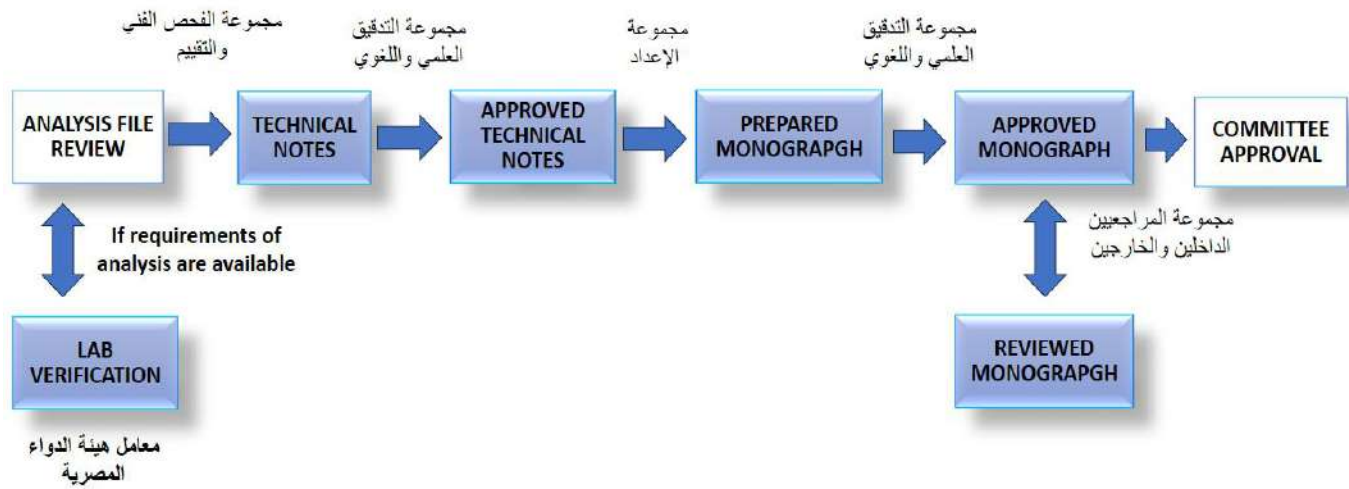 مجموعة الفحص الفني
والتقييم
مجموعة التدقيق
العلمي واللغوي
مجموعة
الإعداد
مجموعة التدقيق
العلمي واللغوي
ANALYSIS FILE
REVIEW
TECHNICAL
NOTES
APPROVED
TECHNICAL
NOTES
PREPARED
MONOGRAPGH
APPROVED
MONOGRAPH
COMMITTEE
APPROVAL
If requirements of
analysis are available
مجموعة المراجعيين
الداخلين والخارجين
LAB
VERIFICATION
REVIEWED
MONOGRAPGH
معامل هيئة الدواء
المصرية